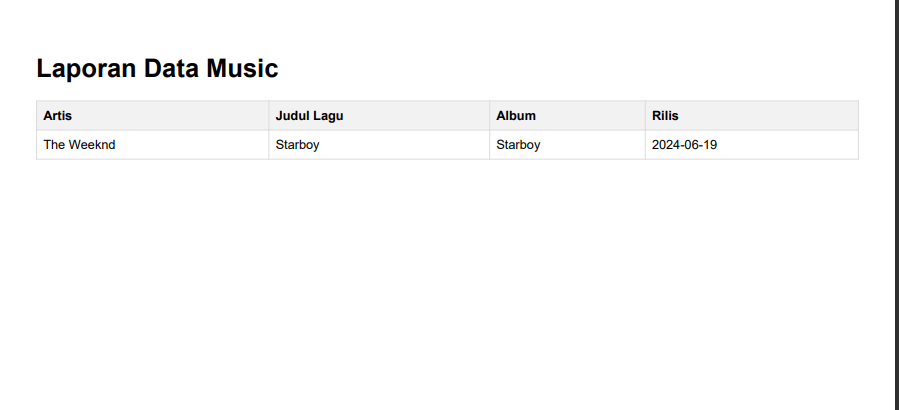 Laporan Data Music
Artis Judul Lagu Album Rilis
The Weeknd Starboy Starboy 2024-06-19